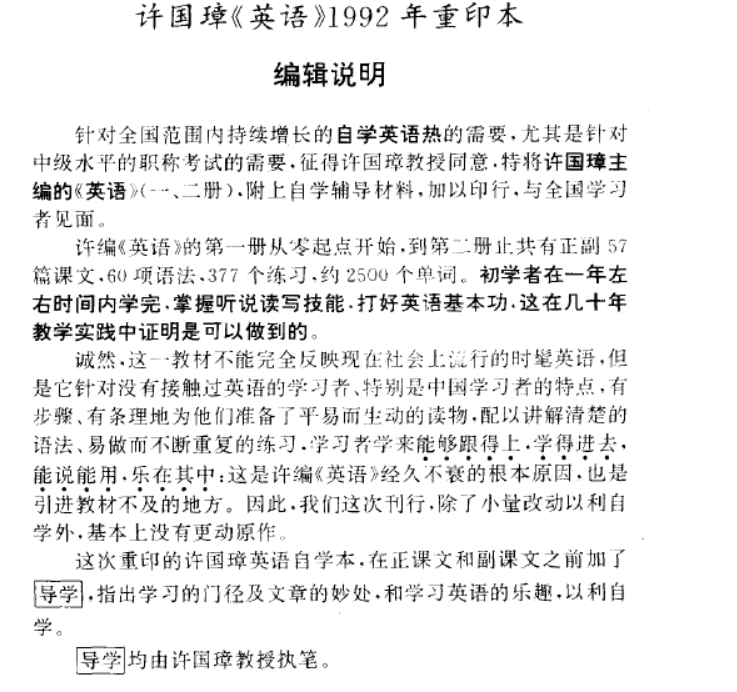 许国璋《英语》1992年重印本
编辑说明
针对全国范围内持续增长的自学英语热的需要,尤其是针对
中级水平的职称考试的需要,征得许国璋教授同意,特将许国璋主
编的《英语》(一、二册),附上自学辅导材料,加以印行,与全国学习
者见面。
许编《英语》的第一册从零起点开始,到第二册止共有正副57
篇课文,60项语法,377个练习,约2500个单词。初学者在一年左
右时间内学完,掌握听说读写技能,打好英语基本功,这在几十年
教学实践中证明是可以做到的。
诚然,这一教材不能完全反映现在社会上流行的时髦英语,但
是它针对没有接触过英语的学习者、特别是中国学习者的特点,有
步骤、有条理地为他们准备了平易而生动的读物,配以讲解清楚的
语法、易做而不断重复的练习,学习者学来能够跟得上,学得进去,
能说能用,乐在其中;这是许编《英语》经久不衰的根本原因,也是
引进教材不及的地方。因此,我们这次刊行,除了小量改动以利自
学外,基本上没有更动原作。
这次重印的许国璋英语自学本,在正课文和副课文之前加了
导学,指出学习的门径及文章的妙处,和学习英语的乐趣,以利自
学。
导学均由许国璋教授执笔。